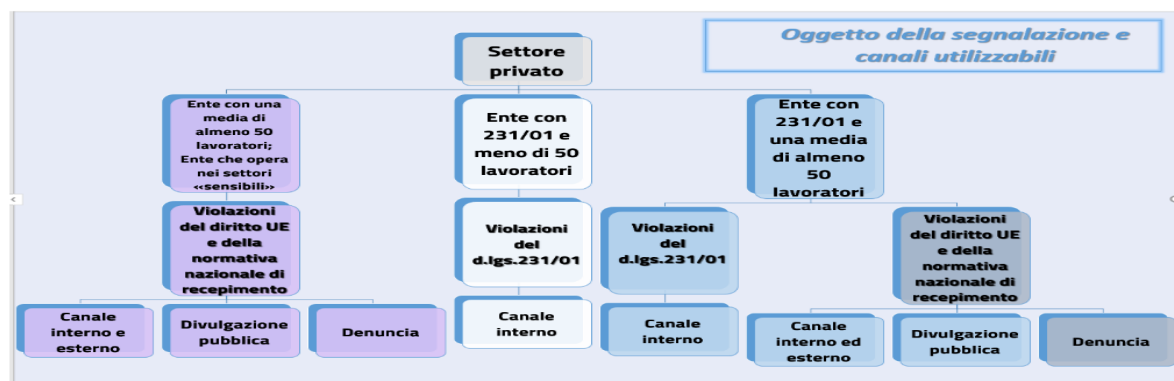 Oggetto della segnalazione e
canali utilizzabili
Settore
privato
Ente con una
media di
almeno 50
lavoratori;
Ente che opera
nei settori
«sensibili»
Ente con
231/01 e
meno di 50
lavoratori
Ente con
231/01 e
una media
di almeno
50
lavoratori
Violazioni
del diritto UE
e della
normativa
nazionale di
recepimento
Violazioni
del
d.lgs.231/01
Violazioni
del
d.lgs.231/01
Violazioni
del diritto UE
e della
normativa
nazionale di
recepimento
Canale
interno e
esterno
Divulgazione
pubblica
Denuncia
Canale
interno
Canale
interno
Canale
interno ed
esterno
Divulgazione
pubblica
Denuncia